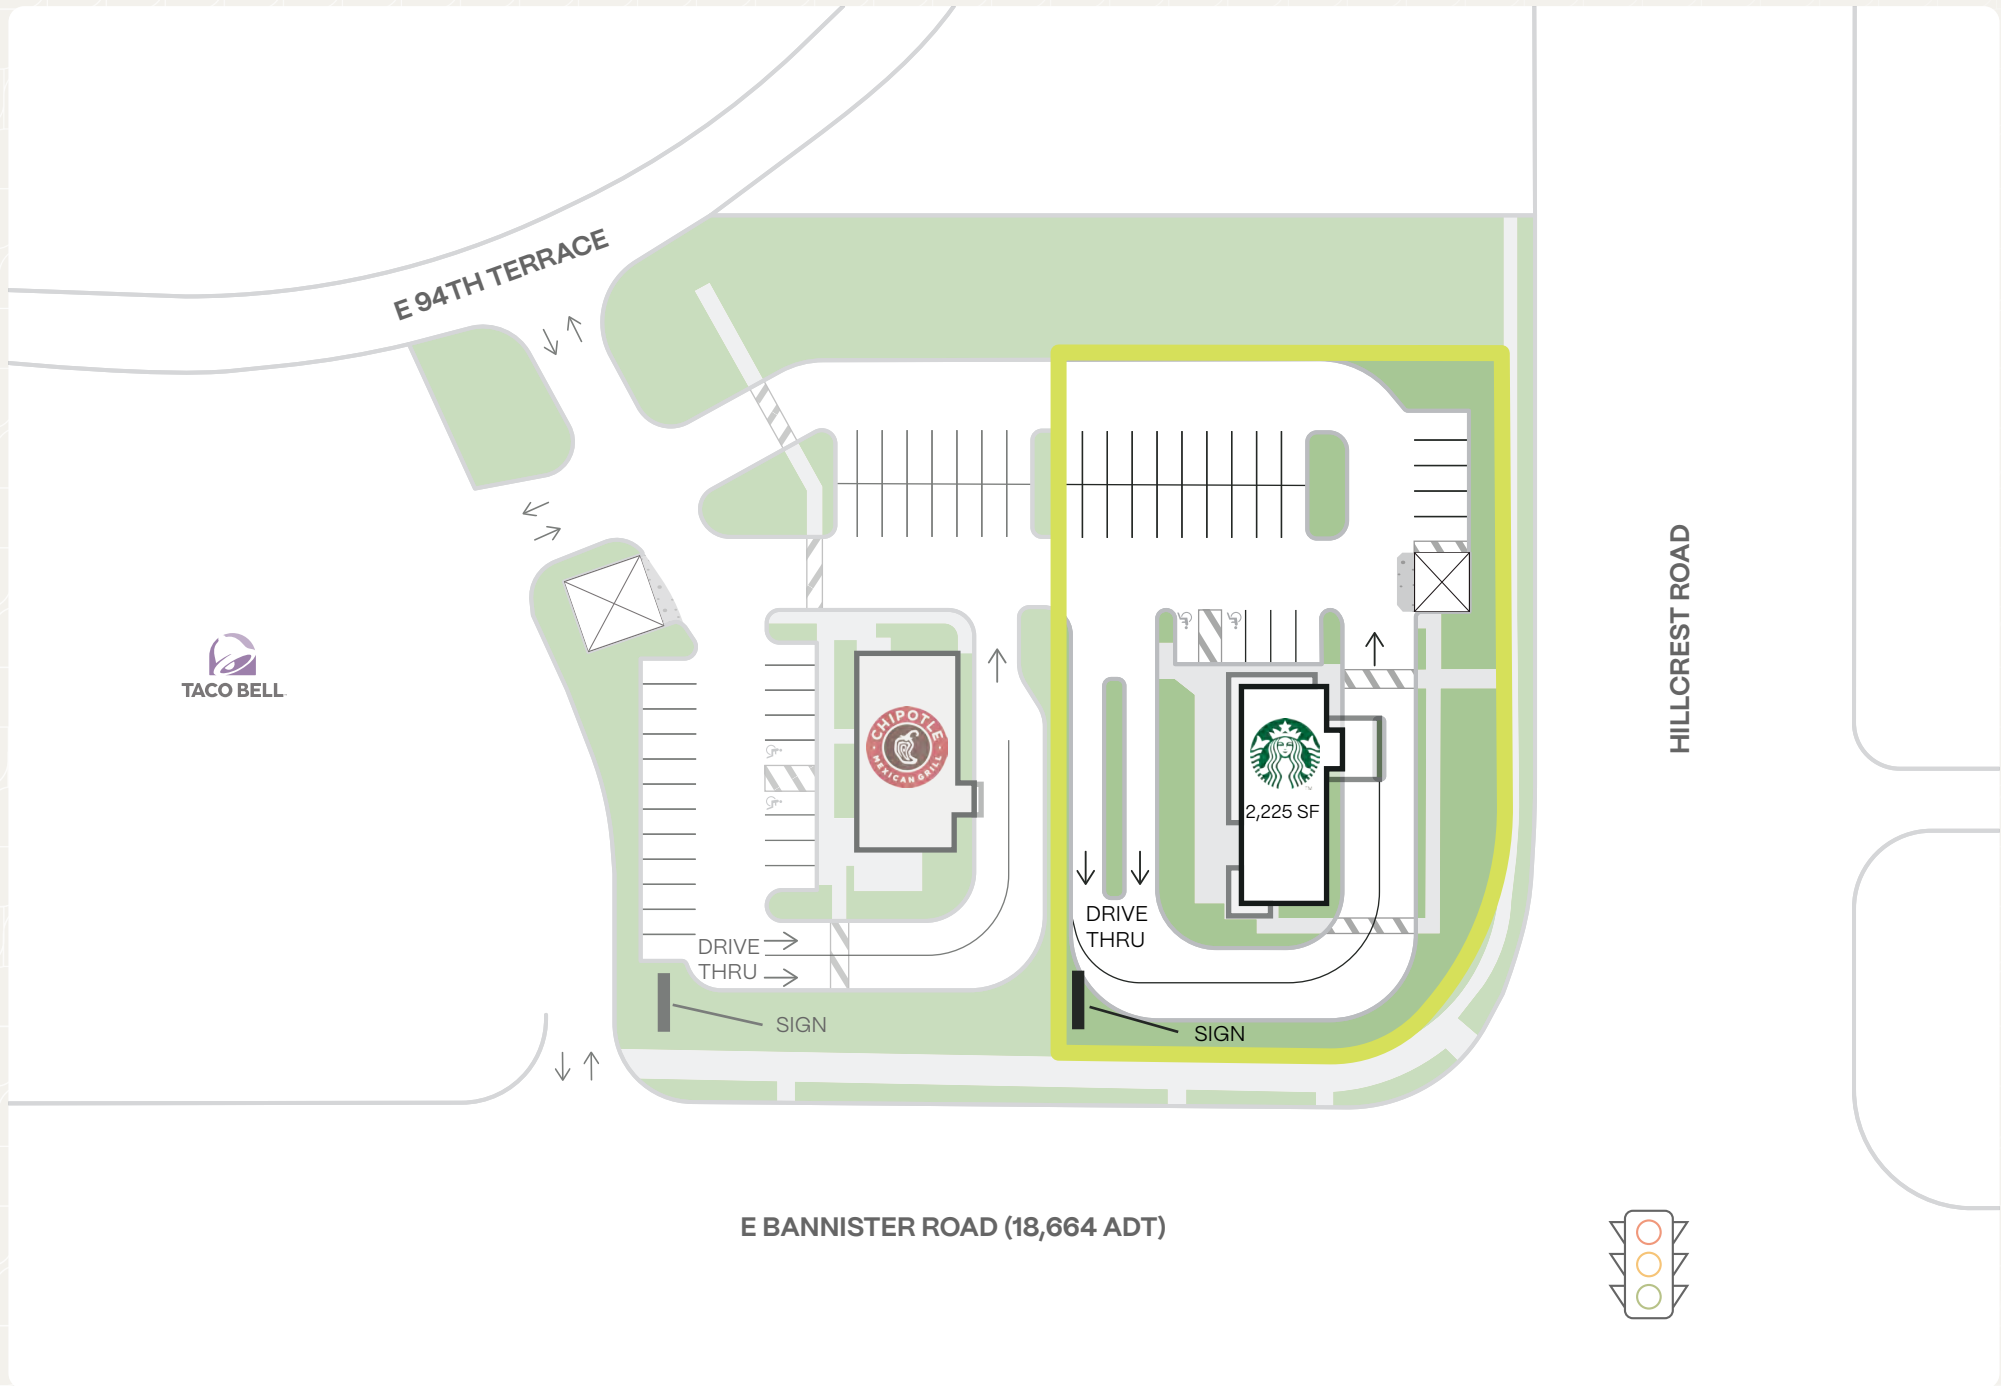 E 94TH TERRACE
TACO BELL
CHIPOTLE
MEXICAN GRILL
2,225 SF
HILLCREST ROAD
DRIVE
THRU
DRIVE
THRU
SIGN
SIGN
E BANNISTER ROAD (18,664 ADT)